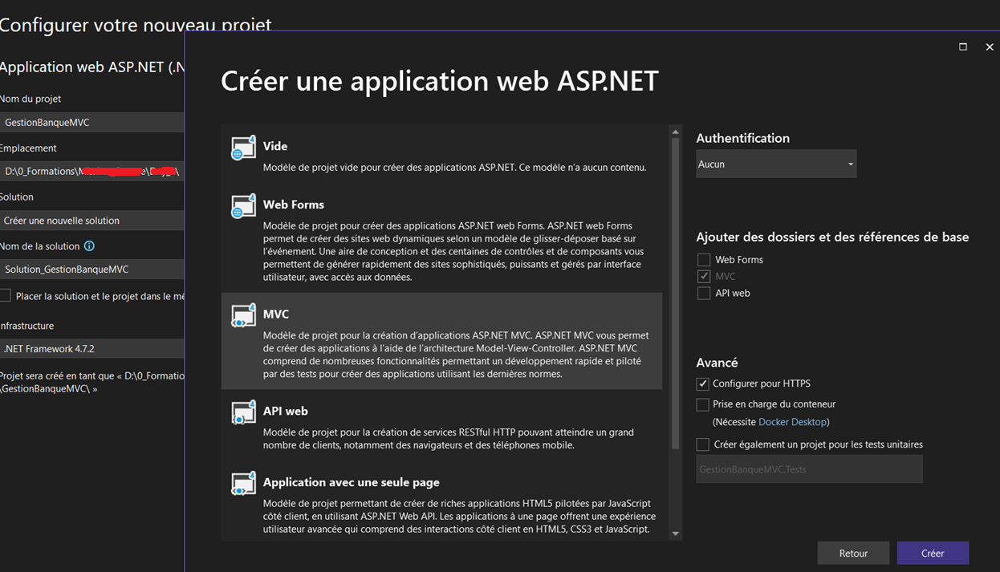 Configurer votre nouveau projet
Application web ASP.NET (.N
Nom du projet
GestionBanqueMVC
Emplacement
D:\0_Formations\
Solution
Créer une nouvelle solution
Nom de la solution
Solution_GestionBanqueMVC
Placer la solution et le projet dans le mê
Infrastructure
.NET Framework 4.7.2
Projet sera créé en tant que « D:\0_Formatio
\GestionBanqueMVC\ »
Créer une application web ASP.NET
Vide
Modèle de projet vide pour créer des applications ASP.NET. Ce modèle n’a aucun contenu.
Web Forms
Modèle de projet pour créer des applications ASP.NET web Forms. ASP.NET web Forms
permet de créer des sites web dynamiques selon un modèle de glisser-déposer basé sur
l’événement. Une aire de conception et des centaines de contrôles et de composants vous
permettent de générer rapidement des sites sophistiqués, puissants et gérés par interface
utilisateur, avec accès aux données.
MVC
Modèle de projet pour la création d’applications ASP.NET MVC. ASP.NET MVC vous permet
de créer des applications à l’aide de l’architecture Model-View-Controller. ASP.NET MVC
comprend de nombreuses fonctionnalités permettant un développement rapide et piloté
par des tests pour créer des applications utilisant les dernières normes.
API web
Modèle de projet pour la création de services RESTful HTTP pouvant atteindre un grand
nombre de clients, notamment des navigateurs et des téléphones mobile.
Application avec une seule page
Modèle de projet permettant de créer de riches applications HTML5 pilotées par JavaScript
côté client, en utilisant ASP.NET Web API. Les applications à une page offrent une expérience
utilisateur avancée qui comprend des interactions côté client en HTML5, CSS3 et JavaScript.
Authentification
Aucun
Ajouter des dossiers et des références de base
Web Forms
MVC
API web
Avancé
Configurer pour HTTPS
Prise en charge du conteneur
(Nécessite Docker Desktop)
Créer également un projet pour les tests unitaires
GestionBanqueMVC.Tests
Retour
Créer